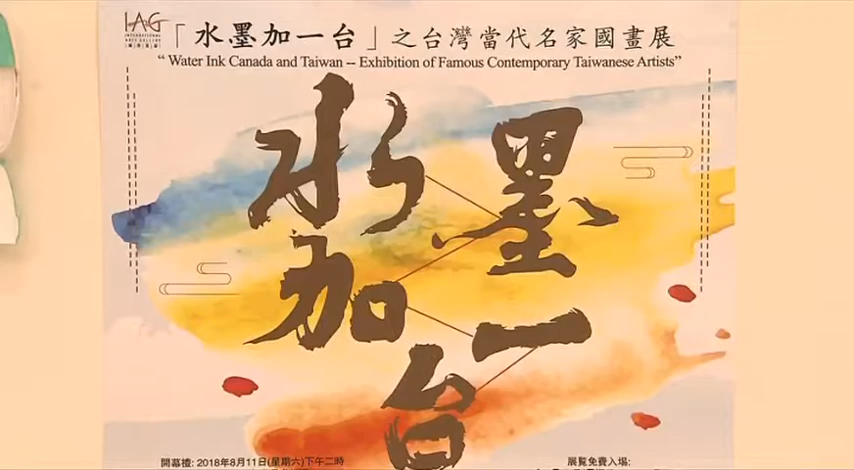 IAG
INTERNATIONAL
ARTS GALLERY
「水墨加一台」之台灣當代名家國畫展
“ Water Ink Canada and Taiwan -- Exhibition of Famous Contemporary Taiwanese Artists”
水墨
加一
台
開幕禮: 2018年8月11日(星期六)下午二時
展覧免費入場: